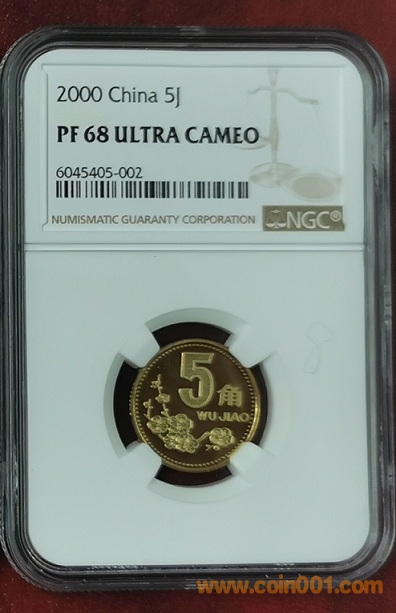 2000 China 5J
PF 68 ULTRA CAMEO
6045405-002
NUMISMATIC GUARANTY CORPORATION
NGC®
5角
WU JIAO
8
www.coin001.com